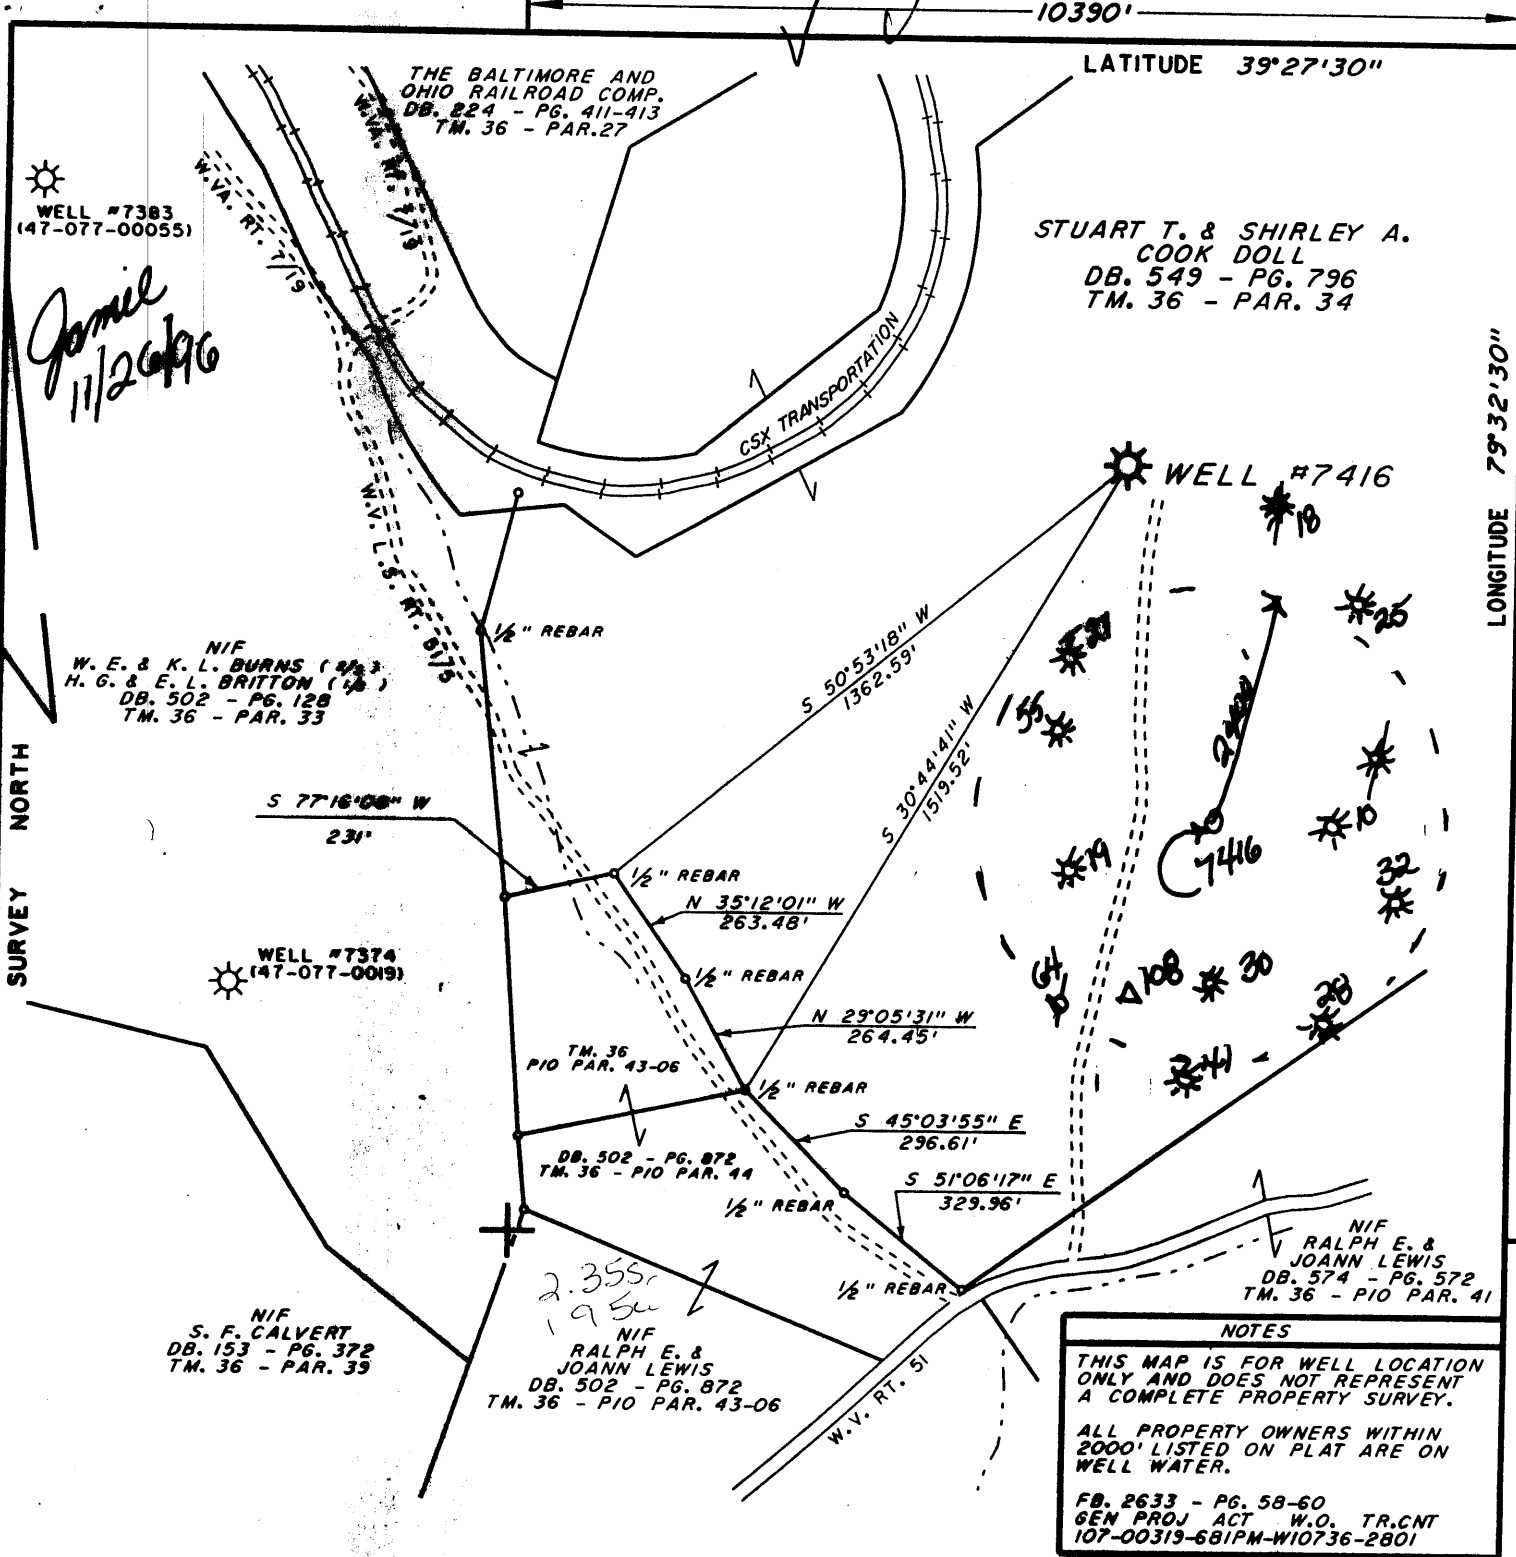 10390'
LATITUDE 39°27'30"
THE BALTIMORE AND
OHIO RAILROAD COMP.
DB. 224 - PG. 411-413
TM. 36 - PAR.27
W.VA. RT. 7/19
W.VA. RT. 7/19
WELL #7383
(47-077-00055)
11/26/96
STUART T. & SHIRLEY A.
COOK DOLL
DB. 549 - PG. 796
TM. 36 - PAR. 34
LONGITUDE 79°32'30"
CSX TRANSPORTATION
WELL #7416
18
25
155
19
10
32
7416
64
108
30
28
W.V. L.S. RT. 51/5
1/2" REBAR
N/F
W. E. & K. L. BURNS
H. G. & E. L. BRITTON
DB. 502 - PG. 128
TM. 36 - PAR. 33
S 50°53'18" W
1362.59'
S 30°44'41" W
1519.52'
SURVEY NORTH
S 77°16'08" W
231'
1/2" REBAR
N 35°12'01" W
263.48'
1/2" REBAR
WELL #7374
(47-077-0019)
N 29°05'31" W
264.45'
TM. 36
P/O PAR. 43-06
1/2" REBAR
S 45°03'55" E
296.61'
DB. 502 - PG. 872
TM. 36 - P/O PAR. 44
S 51°06'17" E
329.96'
1/2" REBAR
1/2" REBAR
N/F
RALPH E. &
JOANN LEWIS
DB. 574 - PG. 572
TM. 36 - P/O PAR. 41
N/F
S. F. CALVERT
DB. 153 - PG. 372
TM. 36 - PAR. 39
N/F
RALPH E. &
JOANN LEWIS
DB. 502 - PG. 872
TM. 36 - P/O PAR. 43-06
W.V. RT. 51
NOTES
THIS MAP IS FOR WELL LOCATION
ONLY AND DOES NOT REPRESENT
A COMPLETE PROPERTY SURVEY.
ALL PROPERTY OWNERS WITHIN
2000' LISTED ON PLAT ARE ON
WELL WATER.
FB. 2633 - PG. 58-60
GEN PROJ ACT W.O. TR.CNT
107-00319-681PM-W10736-2801